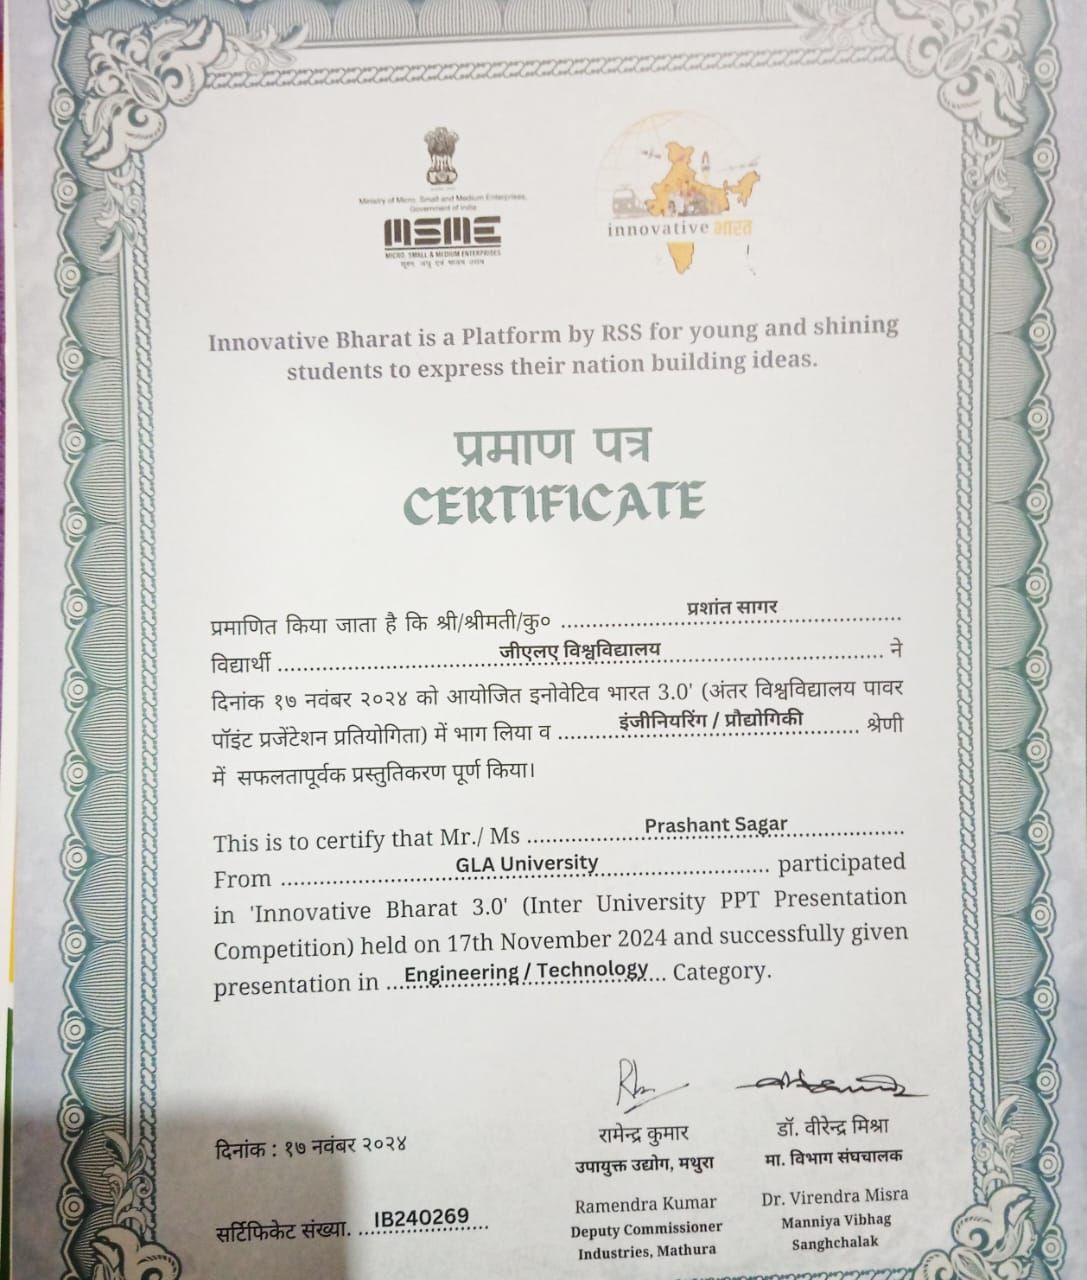 Ministry of Micro, Small and Medium Enterprises,
Government of India
MSME
MICRO, SMALL & MEDIUM ENTERPRISES
सूक्ष्म, लघु एवं मध्यम उद्यम
innovative भारत
Innovative Bharat is a Platform by RSS for young and shining
students to express their nation building ideas.
प्रमाण पत्र
CERTIFICATE
प्रमाणित किया जाता है कि श्री/श्रीमती/कु० प्रशांत सागर
विद्यार्थी जीएलए विश्वविद्यालय ने
दिनांक १७ नवंबर २०२४ को आयोजित इनोवेटिव भारत 3.0' (अंतर विश्वविद्यालय पावर
पॉइंट प्रजेंटेशन प्रतियोगिता) में भाग लिया व इंजीनियरिंग / प्रौद्योगिकी श्रेणी
में सफलतापूर्वक प्रस्तुतिकरण पूर्ण किया।
This is to certify that Mr./ Ms Prashant Sagar
From GLA University participated
in 'Innovative Bharat 3.0' (Inter University PPT Presentation
Competition) held on 17th November 2024 and successfully given
presentation in Engineering / Technology Category.
दिनांक : १७ नवंबर २०२४
सर्टिफिकेट संख्या. IB240269
रामेन्द्र कुमार
उपायुक्त उद्योग, मथुरा
Ramendra Kumar
Deputy Commissioner
Industries, Mathura
डॉ. वीरेन्द्र मिश्रा
मा. विभाग संघचालक
Dr. Virendra Misra
Manniya Vibhag
Sanghchalak